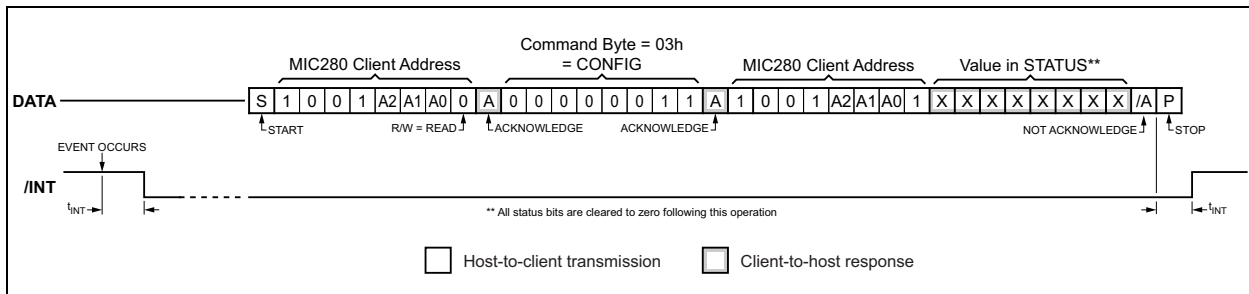 Command Byte = 03h
= CONFIG
MIC280 Client Address
MIC280 Client Address
Value in STATUS**
DATA
S 1 0 0 1 A2 A1 A0 0 A 0 0 0 0 0 0 1 1 A 1 0 0 1 A2 A1 A0 1 X X X X X X X X /A P
START
R/W = READ
ACKNOWLEDGE
ACKNOWLEDGE
NOT ACKNOWLEDGE
STOP
EVENT OCCURS
/INT
tINT
tINT
** All status bits are cleared to zero following this operation
Host-to-client transmission
Client-to-host response